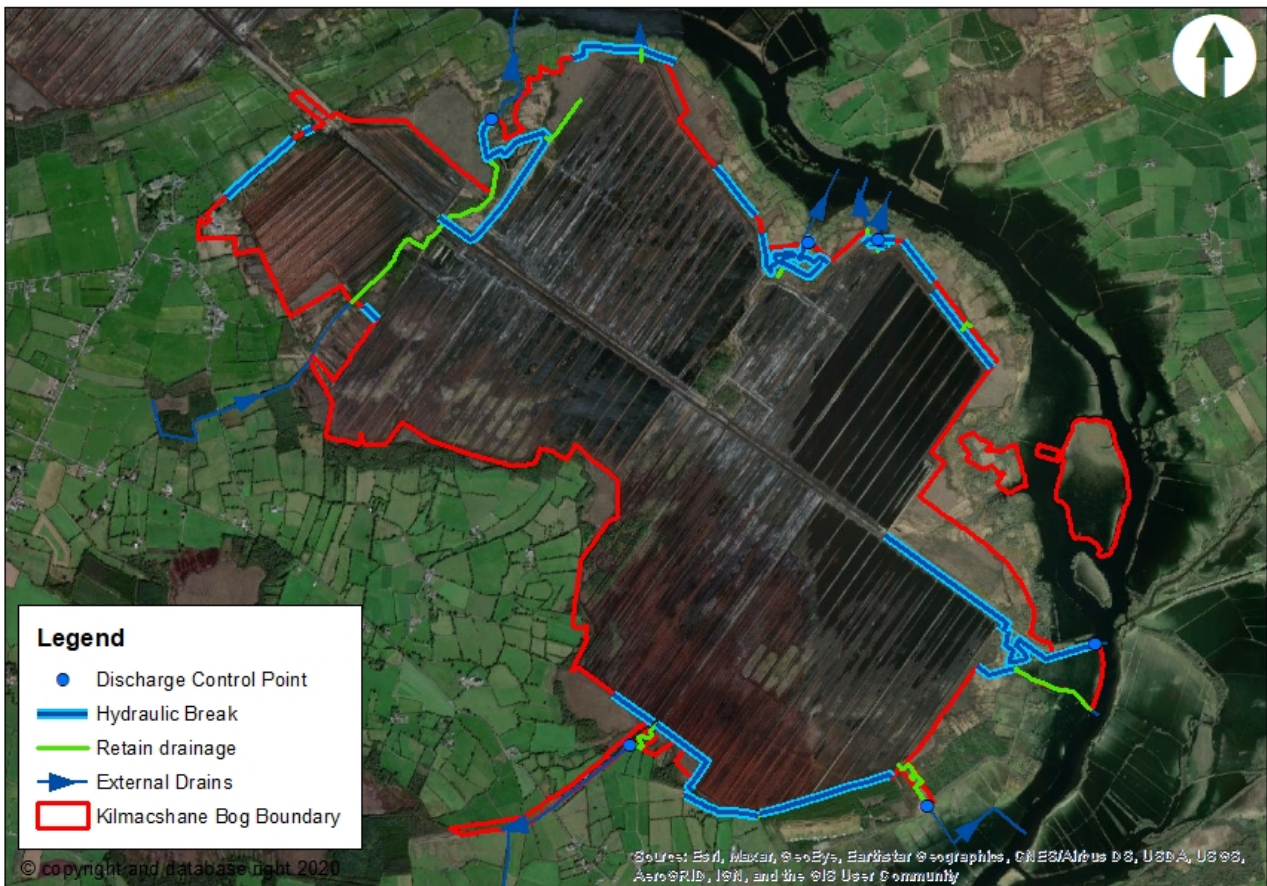 Legend
Discharge Control Point
Hydraulic Break
Retain drainage
External Drains
Kilmacshane Bog Boundary
© copyright and database right 2020
Source: Esri, Maxar, GeoEye, Earthstar Geographics, CNES/Airbus DS, USDA, USGS,
AeroGRID, IGN, and the GIS User Community